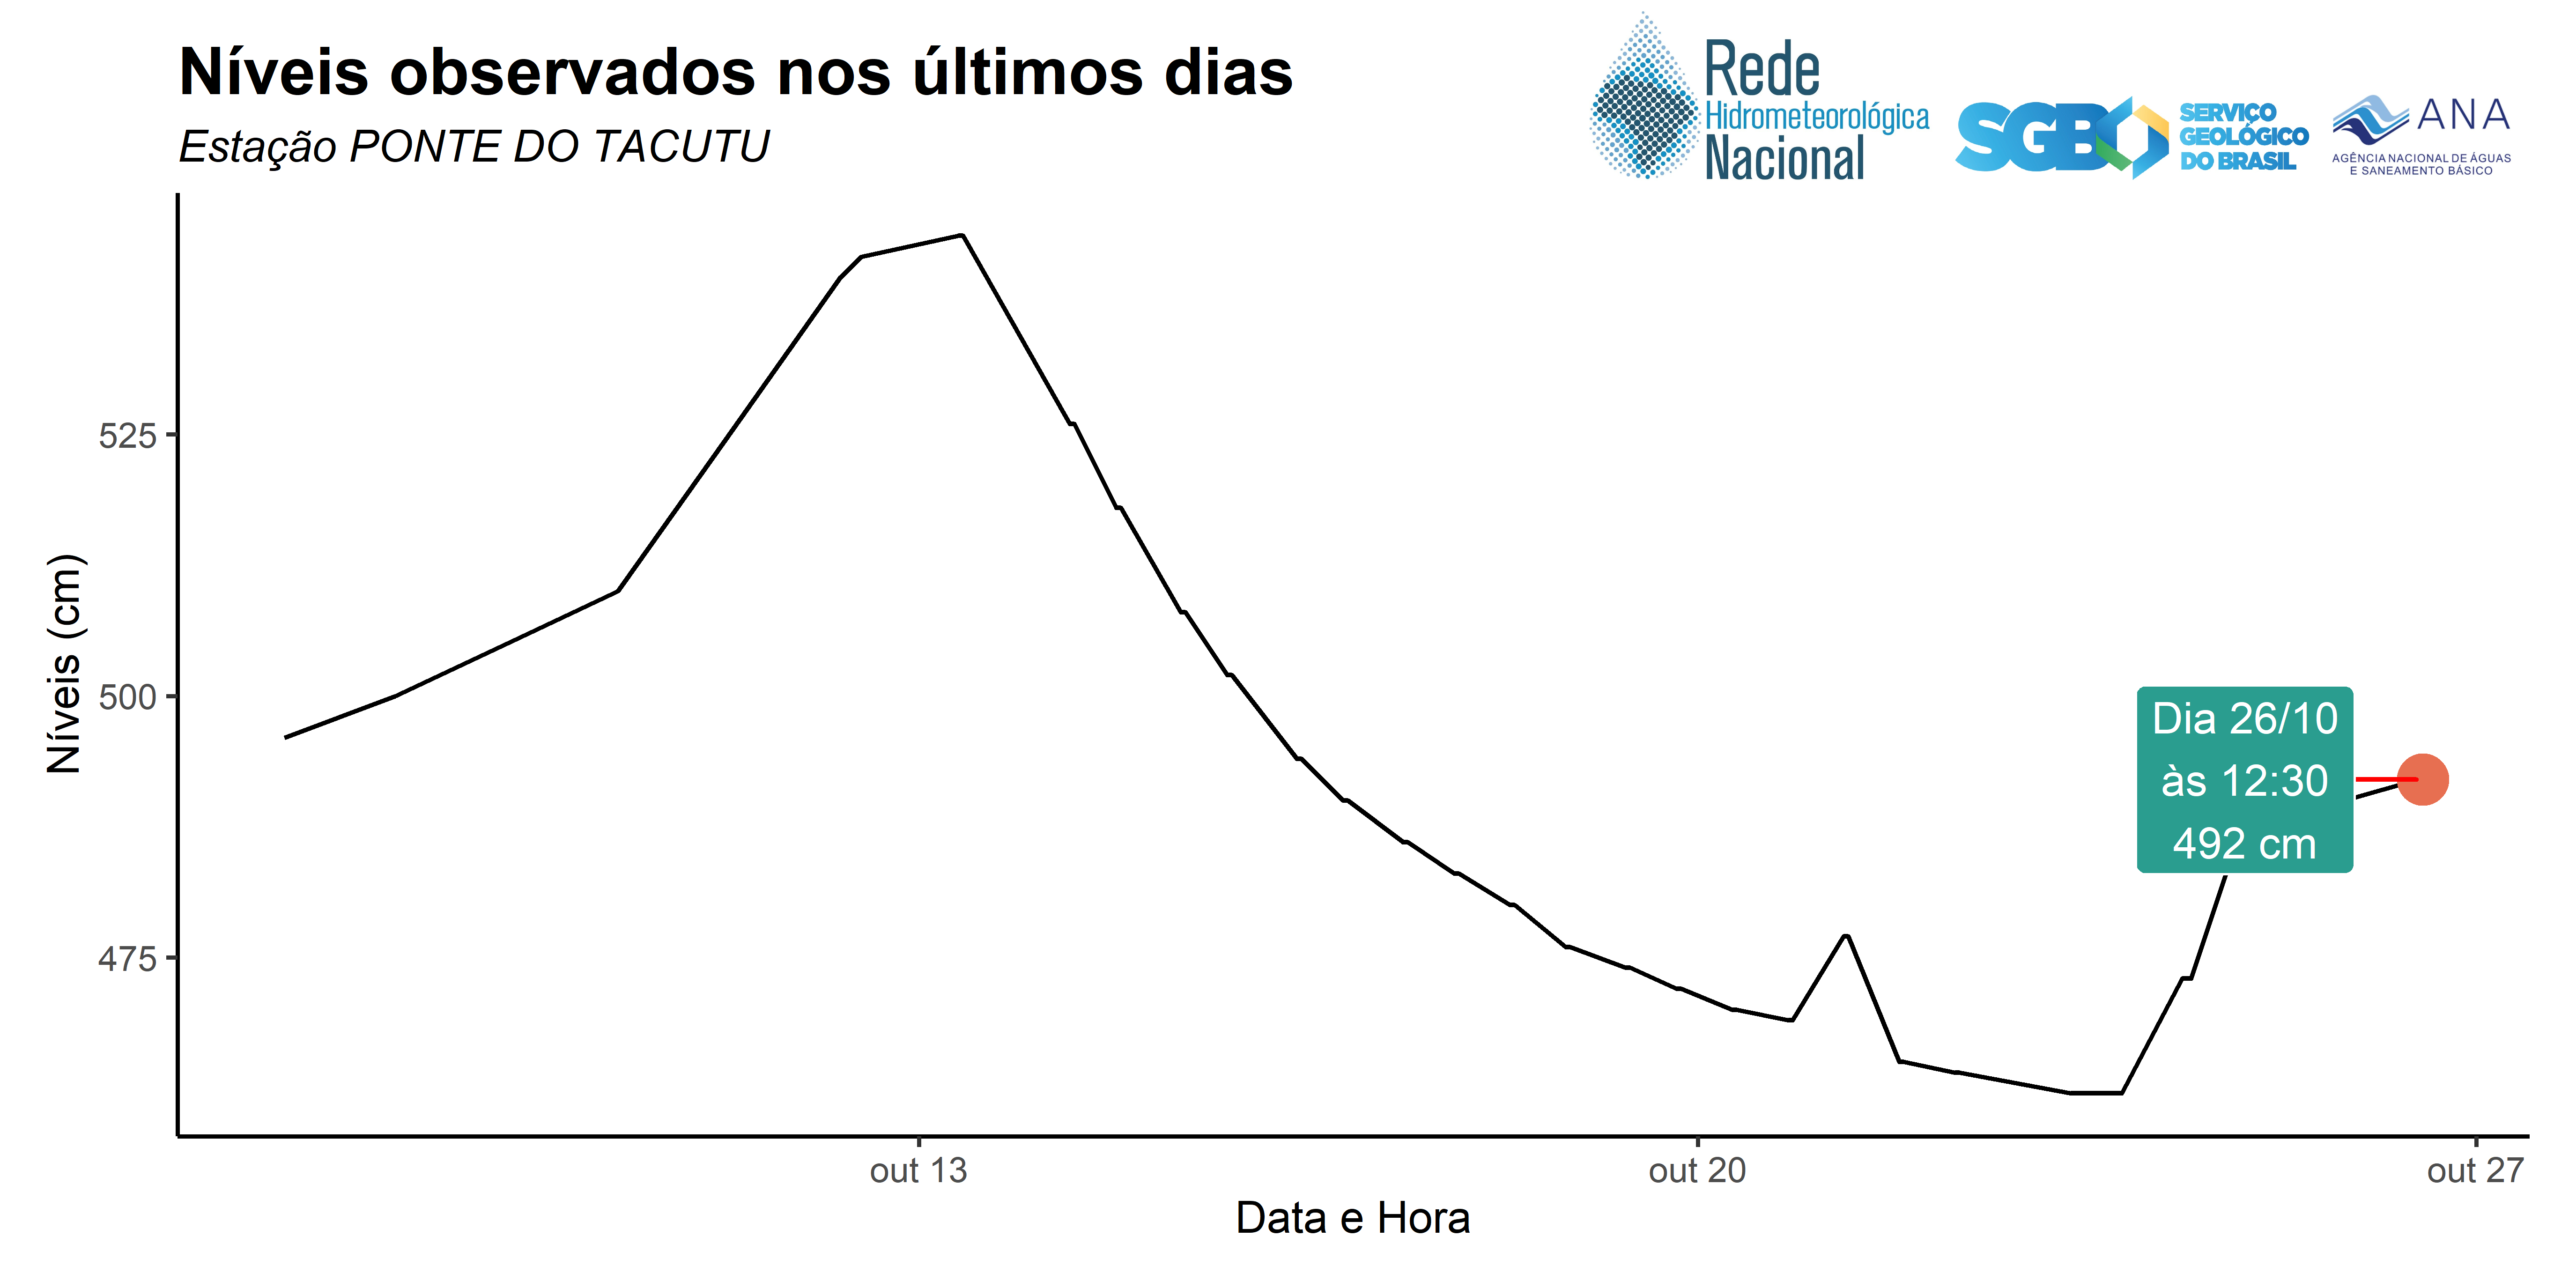 Níveis observados nos últimos dias
Estação PONTE DO TACUTU
Rede
Hidrometeorológica
Nacional
SGB
SERVIÇO
GEOLÓGICO
DO BRASIL
ANA
AGÊNCIA NACIONAL DE ÁGUAS
E SANEAMENTO BÁSICO
Níveis (cm)
525
500
475
Dia 26/10
às 12:30
492 cm
out 13
out 20
out 27
Data e Hora